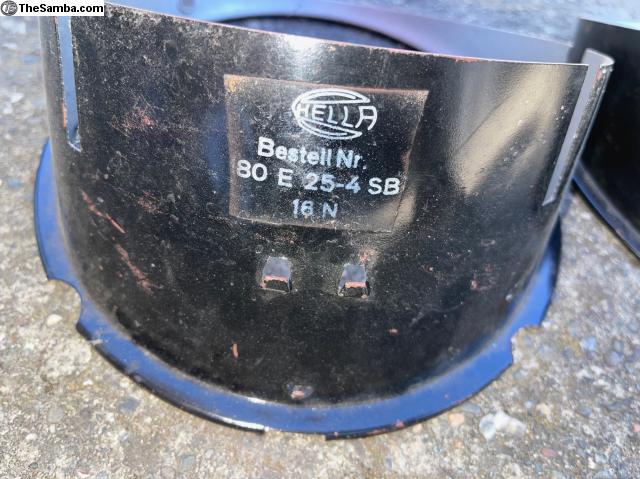 TheSamba.com
HELLA
Bestell Nr.
80 E 25-4 SB
16 N